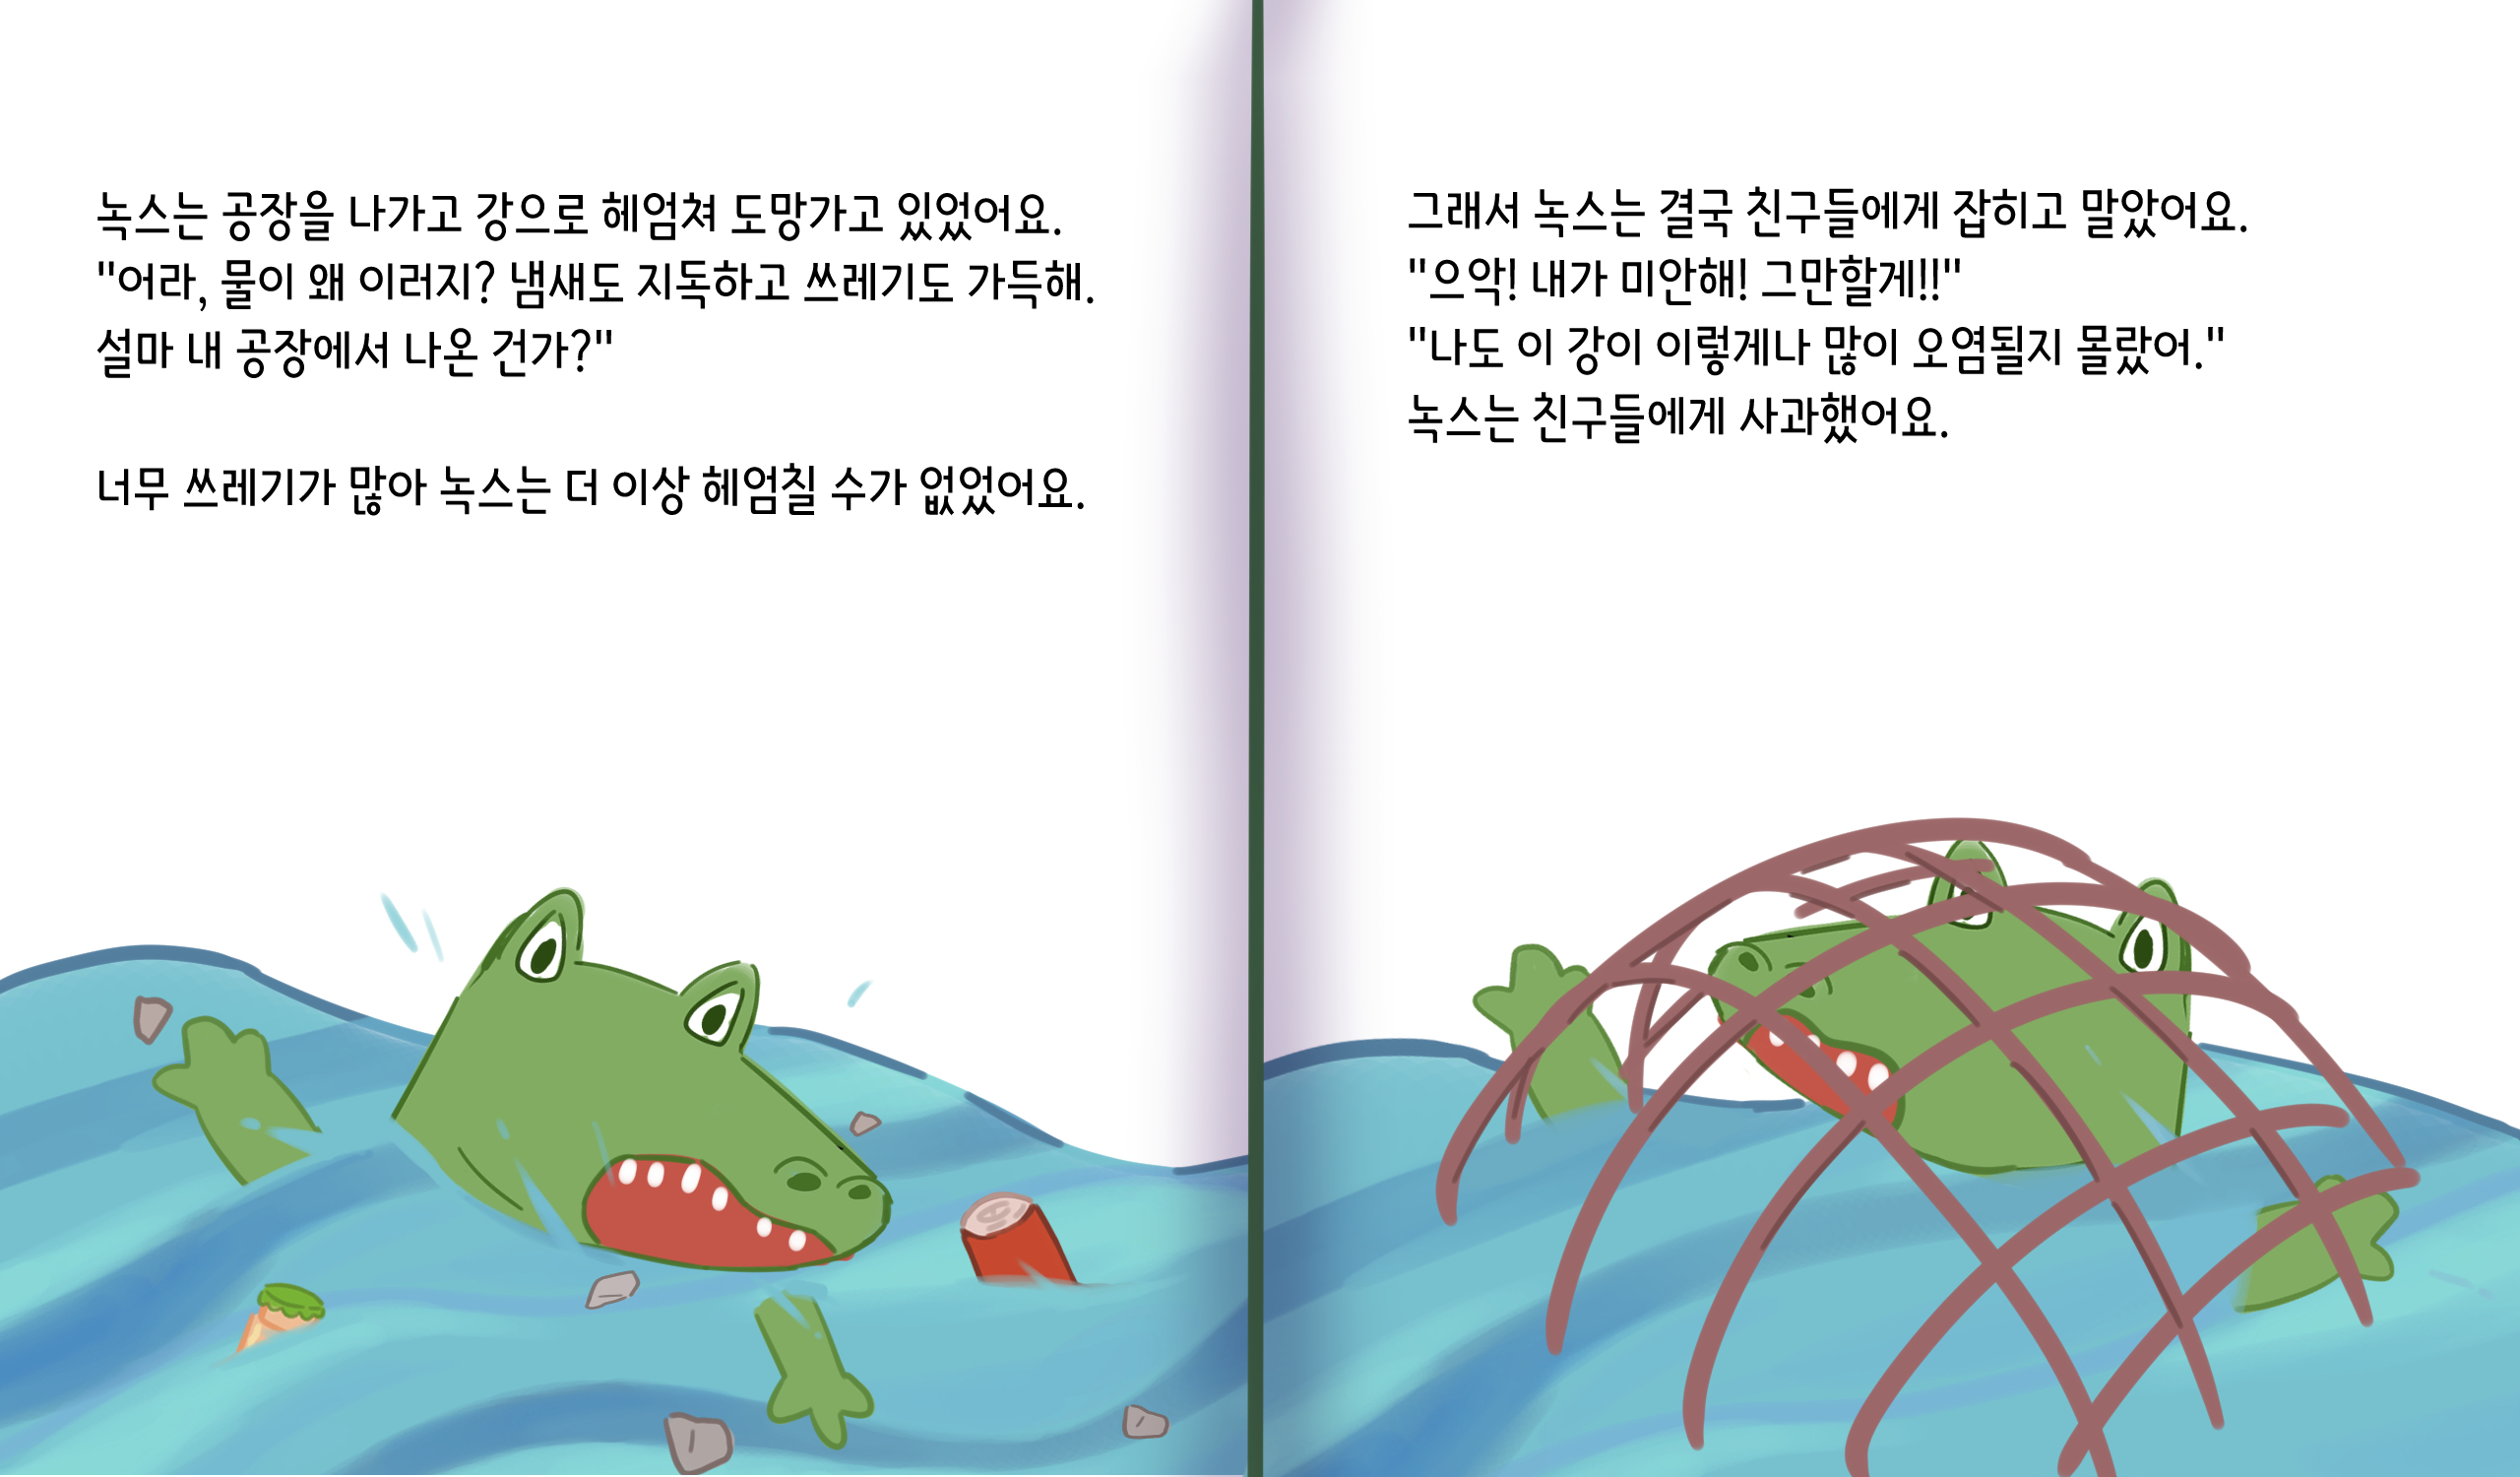 녹스는 공장을 나가고 강으로 헤엄쳐 도망가고 있었어요.
"어라, 물이 왜 이러지? 냄새도 지독하고 쓰레기도 가득해.
설마 내 공장에서 나온 건가?"
너무 쓰레기가 많아 녹스는 더 이상 헤엄칠 수가 없었어요.
그래서 녹스는 결국 친구들에게 잡히고 말았어요.
"으악! 내가 미안해! 그만할게!!"
"나도 이 강이 이렇게나 많이 오염될지 몰랐어."
녹스는 친구들에게 사과했어요.